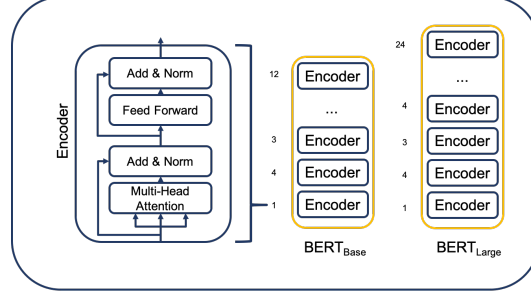 Encoder
Add & Norm
Feed Forward
Add & Norm
Multi-Head
Attention
12
Encoder
...
3
Encoder
4
Encoder
1
Encoder
BERTBase
24
Encoder
...
4
Encoder
3
Encoder
4
Encoder
1
Encoder
BERTLarge